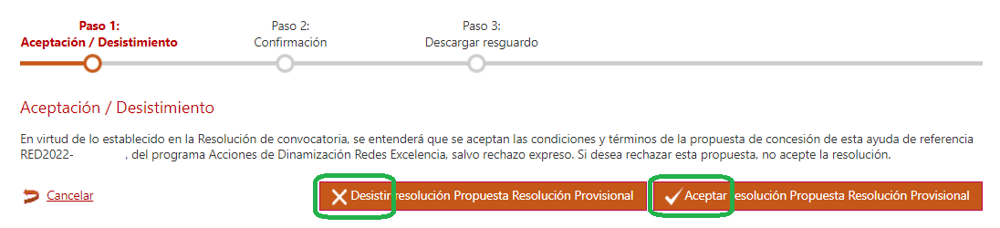 Paso 1:
Aceptación / Desistimiento
Paso 2:
Confirmación
Paso 3:
Descargar resguardo
Aceptación / Desistimiento
En virtud de lo establecido en la Resolución de convocatoria, se entenderá que se aceptan las condiciones y términos de la propuesta de concesión de esta ayuda de referencia
RED2022- , del programa Acciones de Dinamización Redes Excelencia, salvo rechazo expreso. Si desea rechazar esta propuesta, no acepte la resolución.
Cancelar
Desistir resolución Propuesta Resolución Provisional
Aceptar resolución Propuesta Resolución Provisional